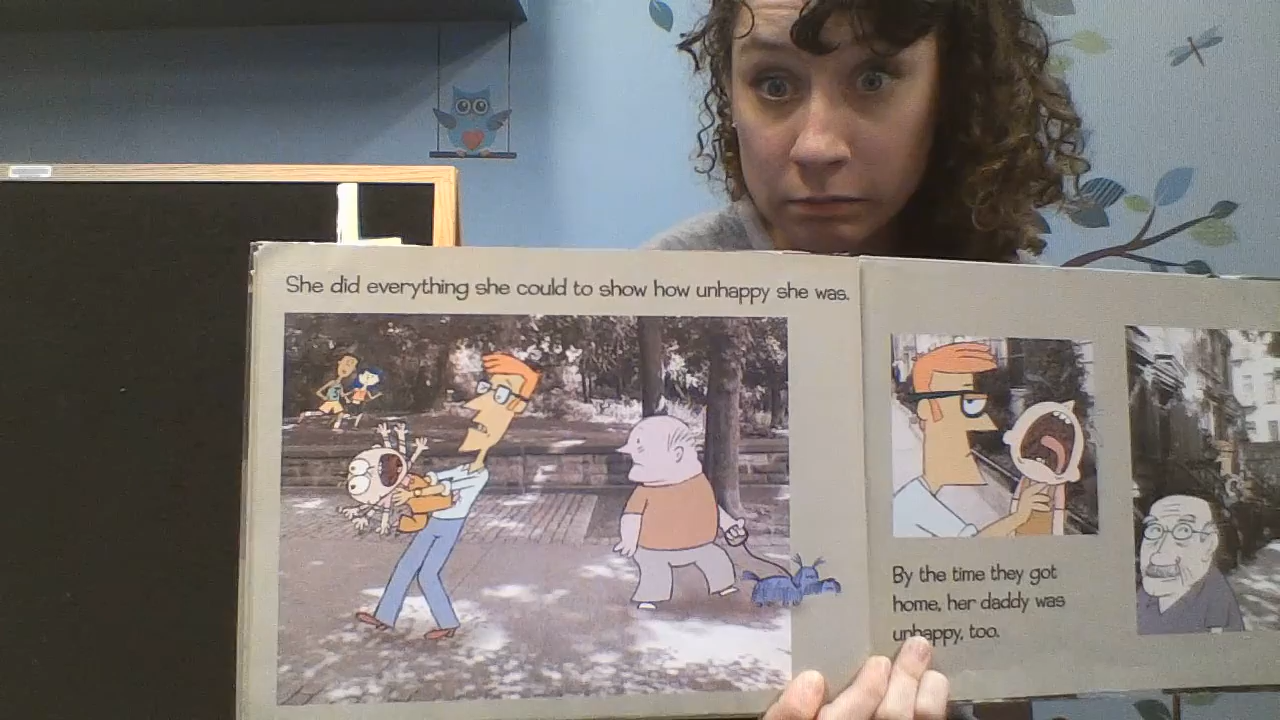 She did everything she could to show how unhappy she was.
By the time they got
home, her daddy was
unhappy, too.